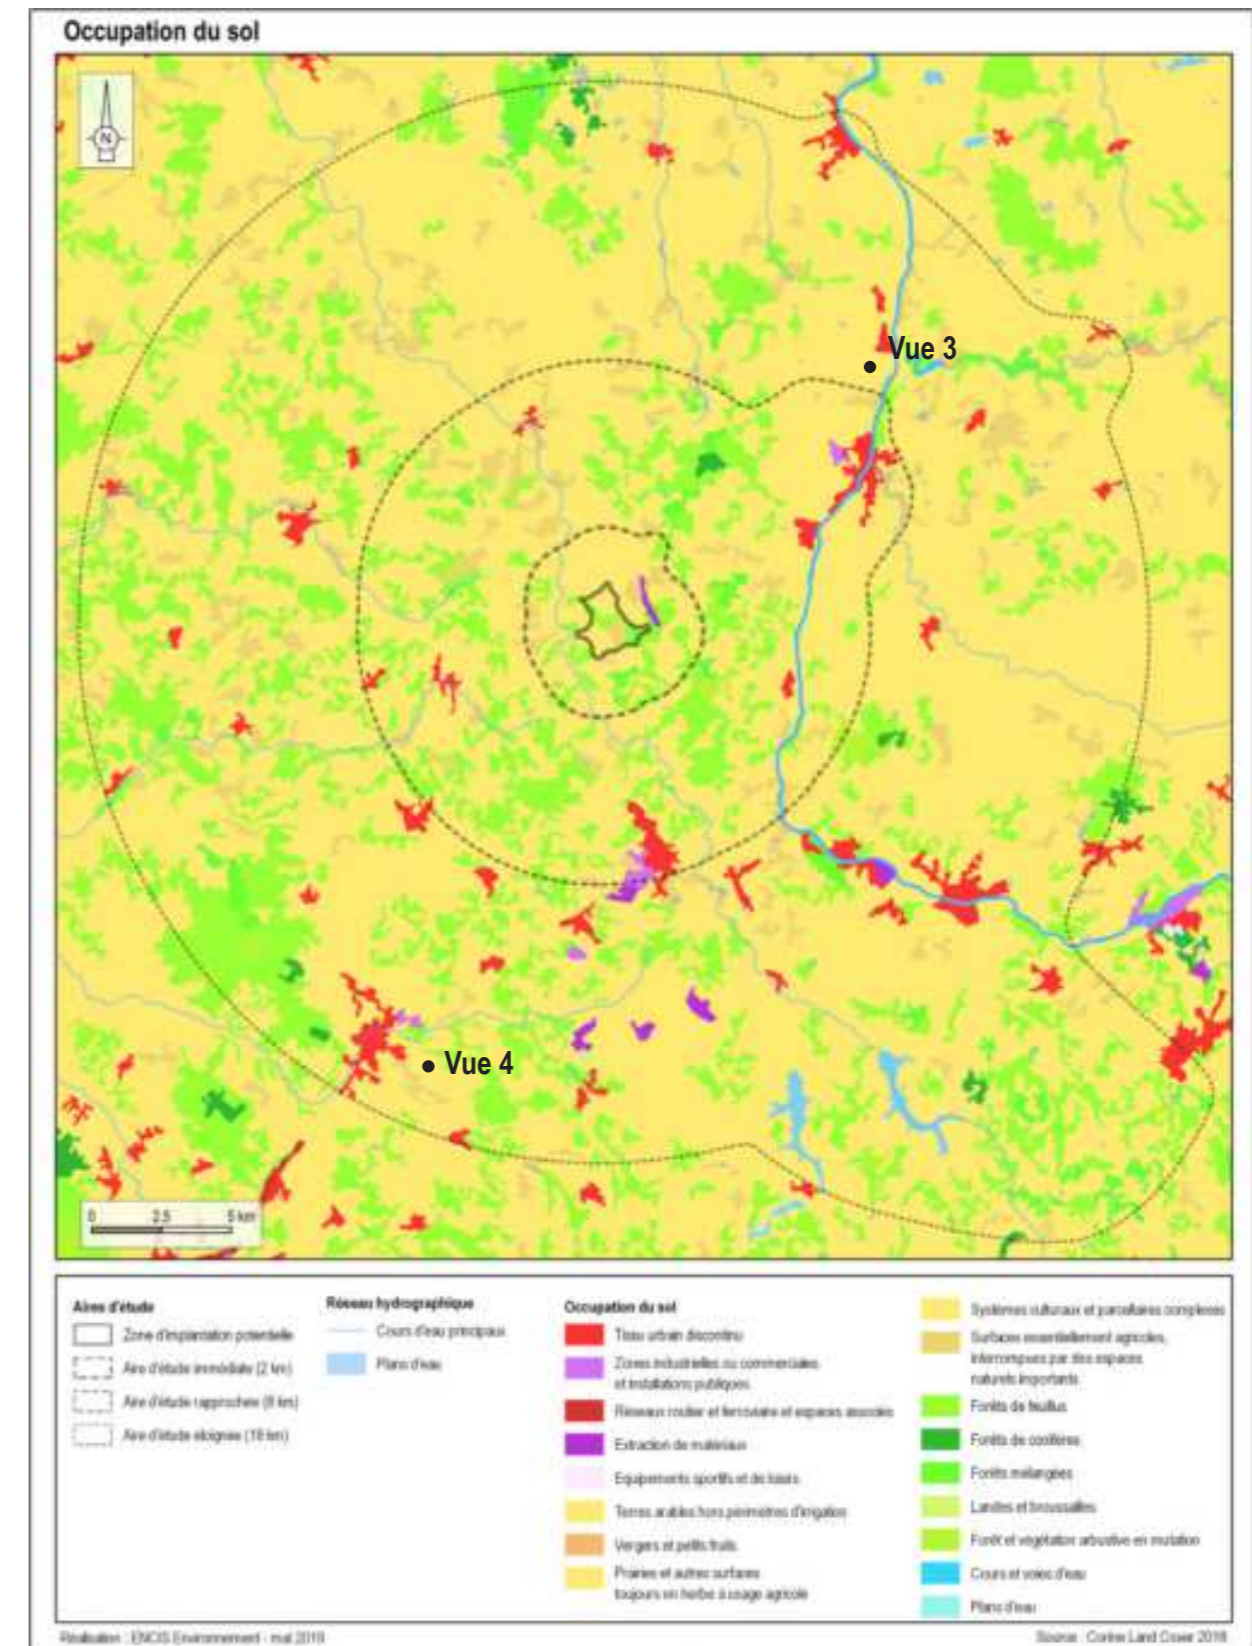 Occupation du sol
N
Vue 3
Vue 4
0 2.5 5 km
Aires d'étude
Zone d'implantation potentielle
Aire d'étude immédiate (2 km)
Aire d'étude rapprochée (8 km)
Aire d'étude éloignée (18 km)
Réseau hydrographique
Cours d'eau principaux
Plans d'eau
Occupation du sol
Tissu urbain discontinu
Zones industrielles ou commerciales
et installations publiques
Réseaux routier et ferroviaire et espaces associés
Extraction de matériaux
Equipements sportifs et de loisirs
Terres arables hors périmètres d'irrigation
Vergers et petits fruits
Prairies et autres surfaces
toujours en herbe à usage agricole
Systèmes culturaux et parcellaires complexes
Surfaces essentiellement agricoles,
interrompues par des espaces
naturels importants
Forêts de feuillus
Forêts de conifères
Forêts mélangées
Landes et broussailles
Forêt et végétation arbustive en mutation
Cours et voies d'eau
Plans d'eau
Réalisation : ENCIS Environnement - mai 2019
Source : Corine Land Cover 2018